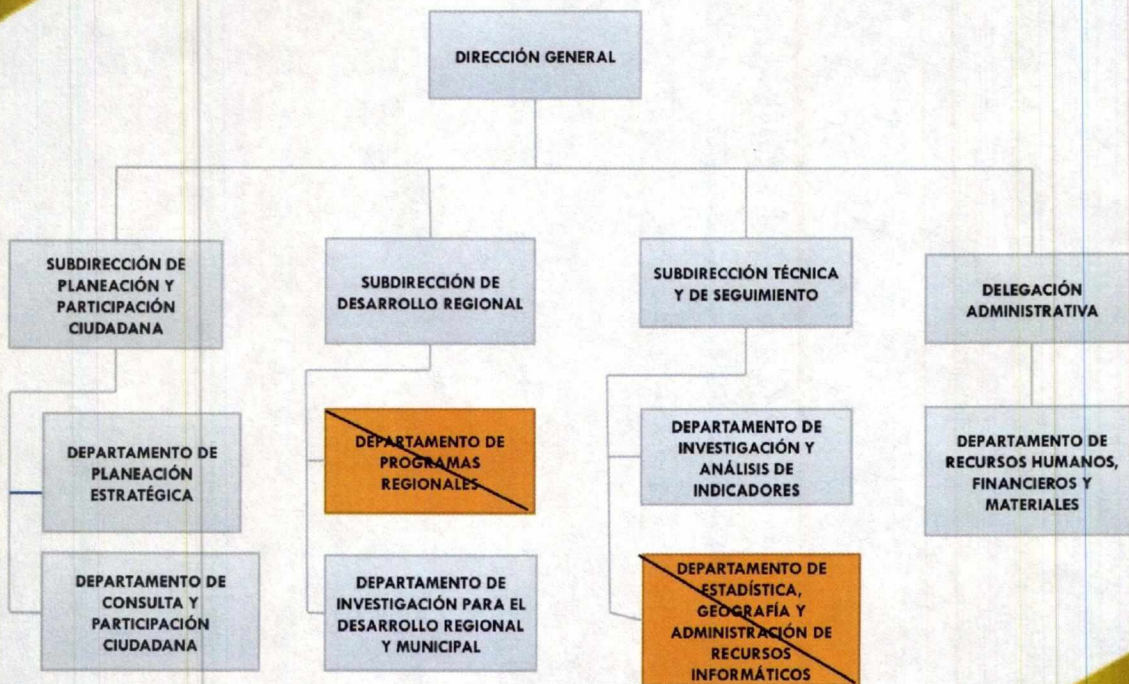 DIRECCIÓN GENERAL
SUBDIRECCIÓN DE
PLANEACIÓN Y
PARTICIPACIÓN
CIUDADANA
SUBDIRECCIÓN DE
DESARROLLO REGIONAL
SUBDIRECCIÓN TÉCNICA
Y DE SEGUIMIENTO
DELEGACIÓN
ADMINISTRATIVA
DEPARTAMENTO DE
PLANEACIÓN
ESTRATÉGICA
DEPARTAMENTO DE
PROGRAMAS
REGIONALES
DEPARTAMENTO DE
INVESTIGACIÓN Y
ANÁLISIS DE
INDICADORES
DEPARTAMENTO DE
RECURSOS HUMANOS,
FINANCIEROS Y
MATERIALES
DEPARTAMENTO DE
CONSULTA Y
PARTICIPACIÓN
CIUDADANA
DEPARTAMENTO DE
INVESTIGACIÓN PARA EL
DESARROLLO REGIONAL
Y MUNICIPAL
DEPARTAMENTO DE
ESTADÍSTICA,
GEOGRAFÍA Y
ADMINISTRACIÓN DE
RECURSOS
INFORMÁTICOS